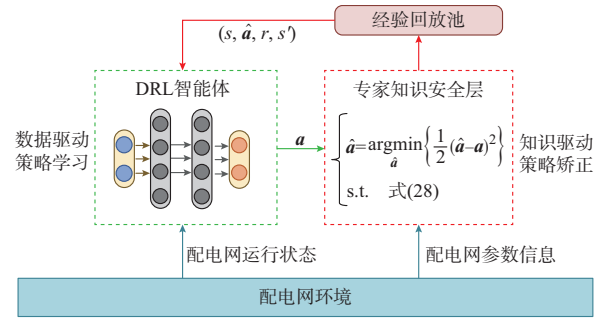 经验回放池
(s, â, r, s′)
DRL智能体
专家知识安全层
数据驱动
策略学习
a
â=argmin{1/2(â-a)²}
â
s.t. 式(28)
知识驱动
策略矫正
配电网运行状态
配电网参数信息
配电网环境